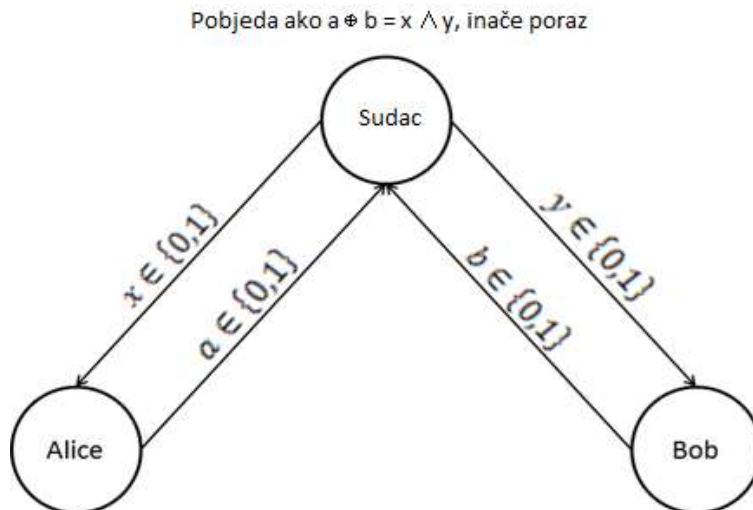 Pobjeda ako a ⊕ b = x ∧ y, inače poraz
Sudac
x ∈ {0,1}
a ∈ {0,1}
b ∈ {0,1}
y ∈ {0,1}
Alice
Bob